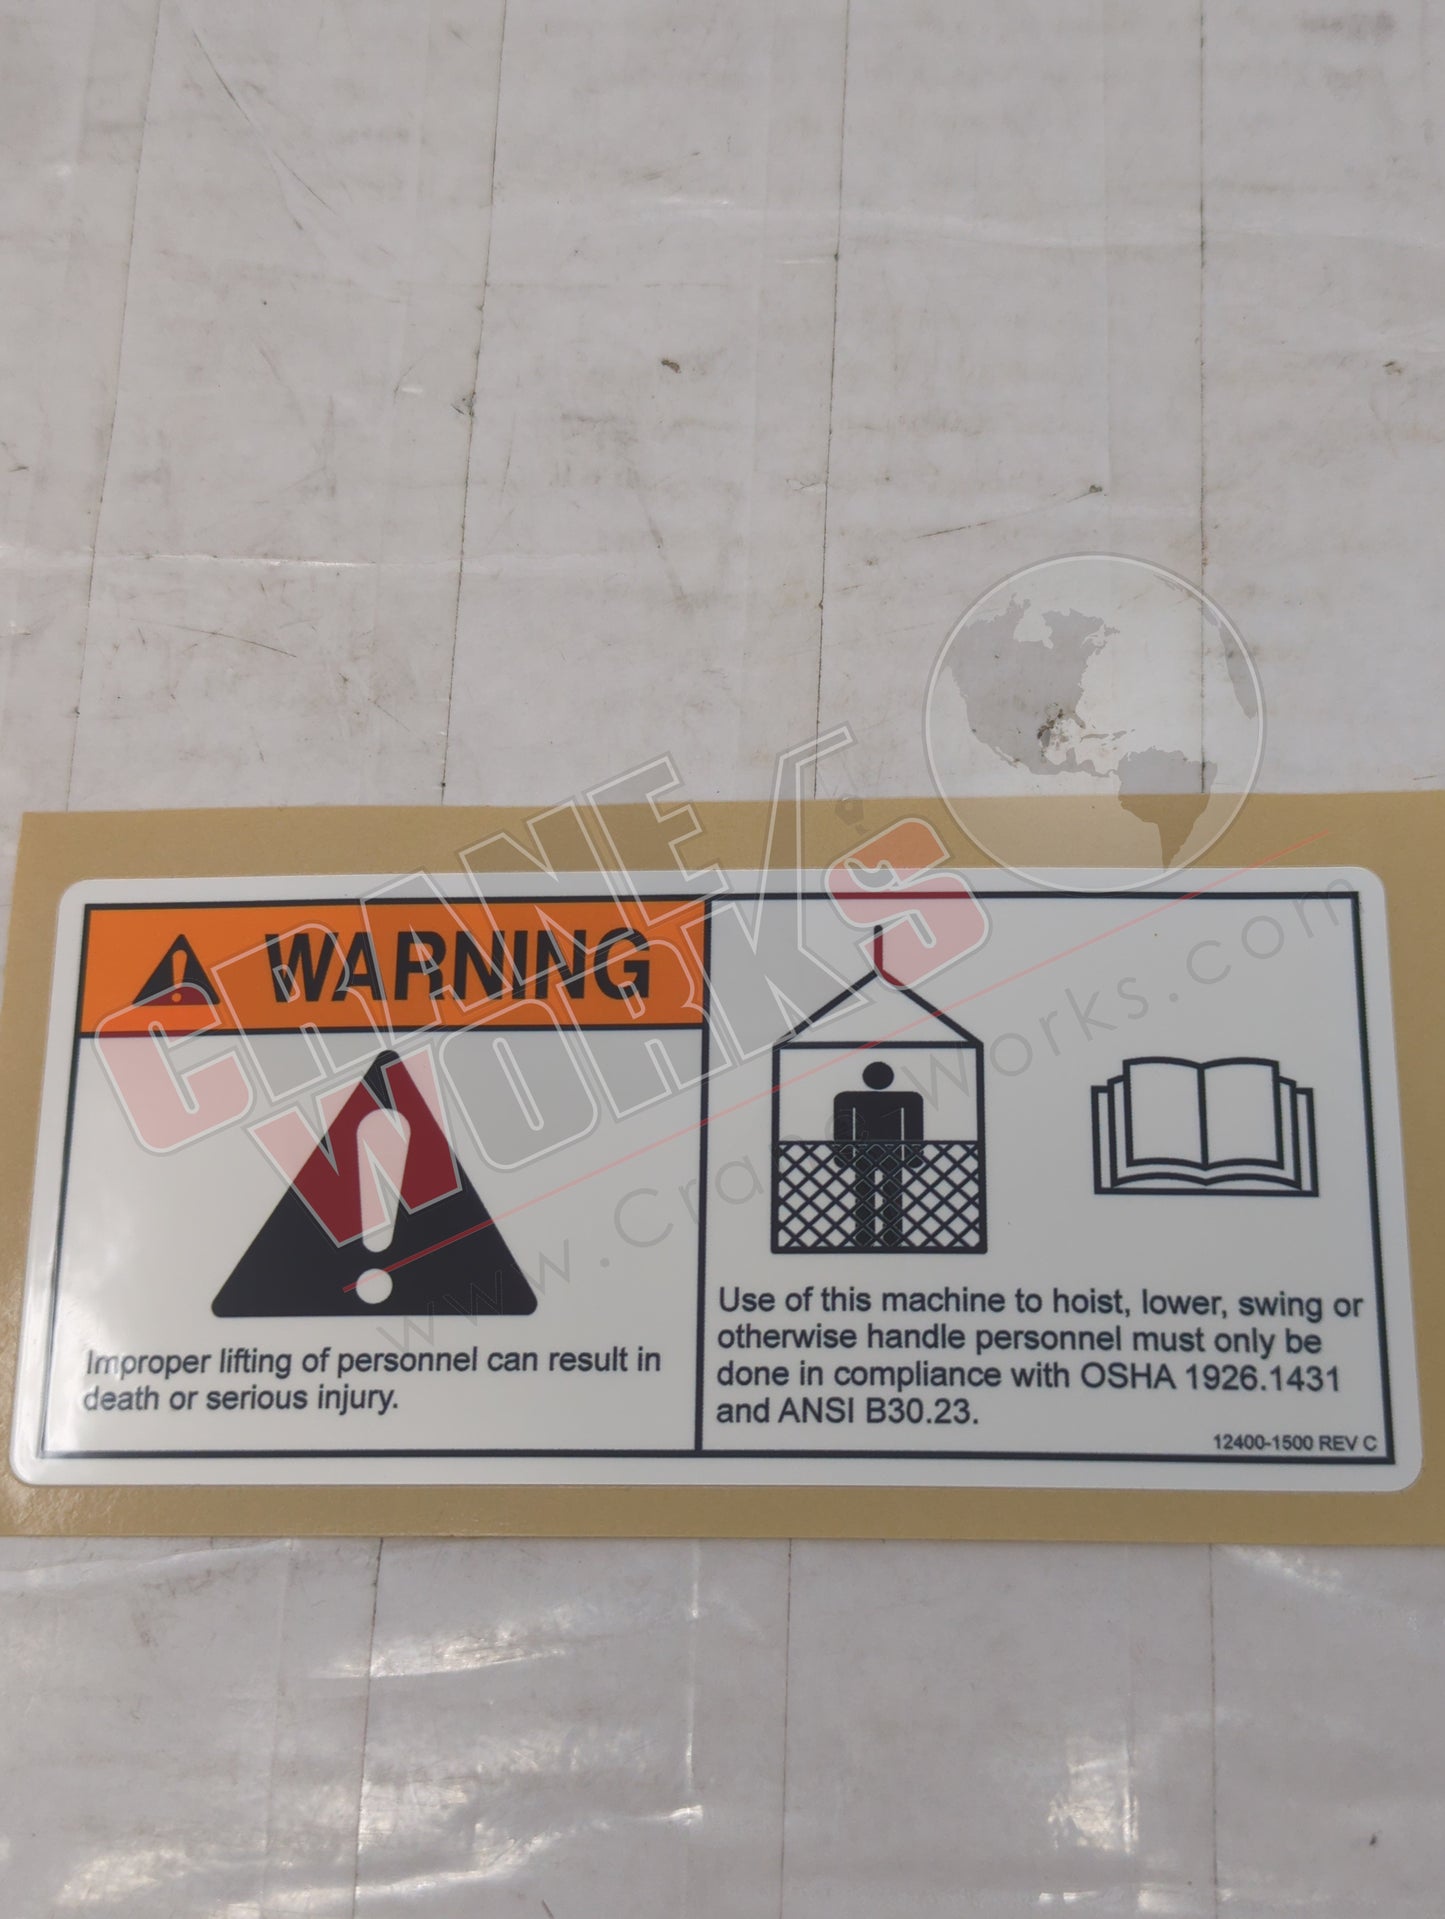 WARNING
Improper lifting of personnel can result in
death or serious injury.
Use of this machine to hoist, lower, swing or
otherwise handle personnel must only be
done in compliance with OSHA 1926.1431
and ANSI B30.23.
12400-1500 REV C
CRANE
WORKS
www.Crane-Works.com